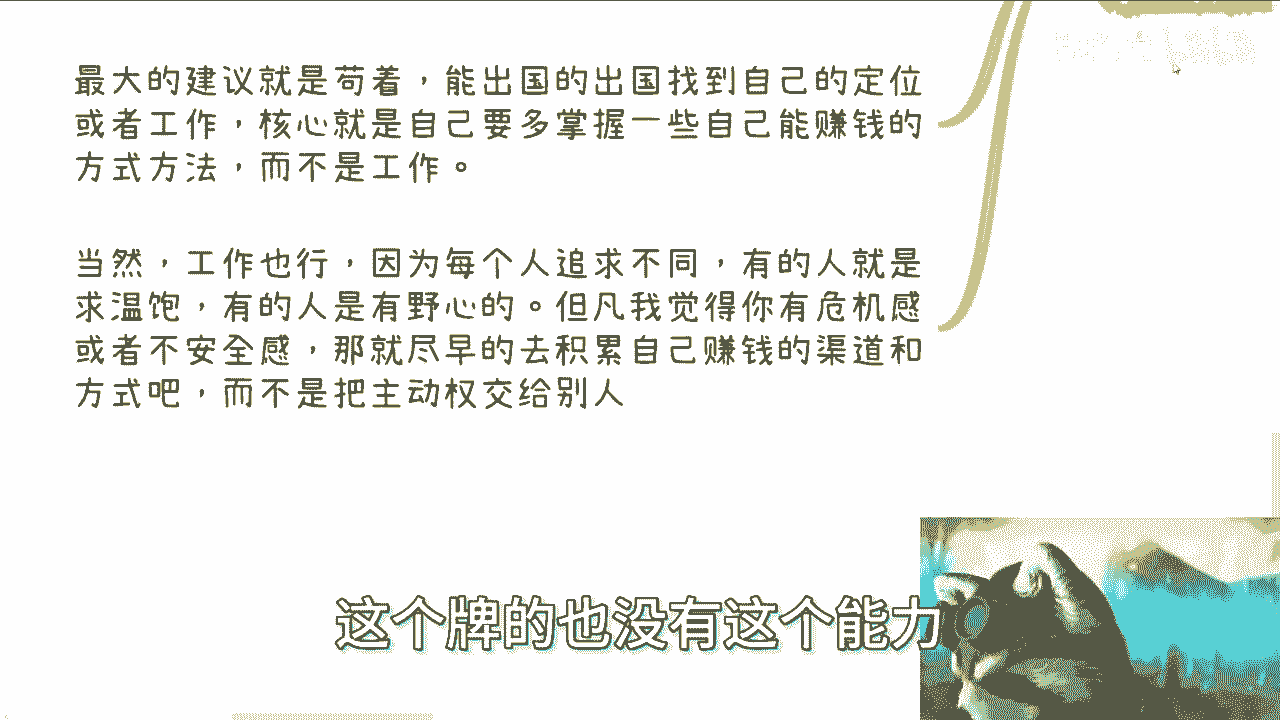 最大的建议就是苟着，能出国的出国找到自己的定位
或者工作，核心就是自己要多掌握一些自己能赚钱的
方式方法，而不是工作。
当然，工作也行，因为每个人追求不同，有的人就是
求温饱，有的人是有野心的。但凡我觉得你有危机感
或者不安全感，那就尽早的去积累自己赚钱的渠道和
方式吧，而不是把主动权交给别人
这个牌的也没有这个能力